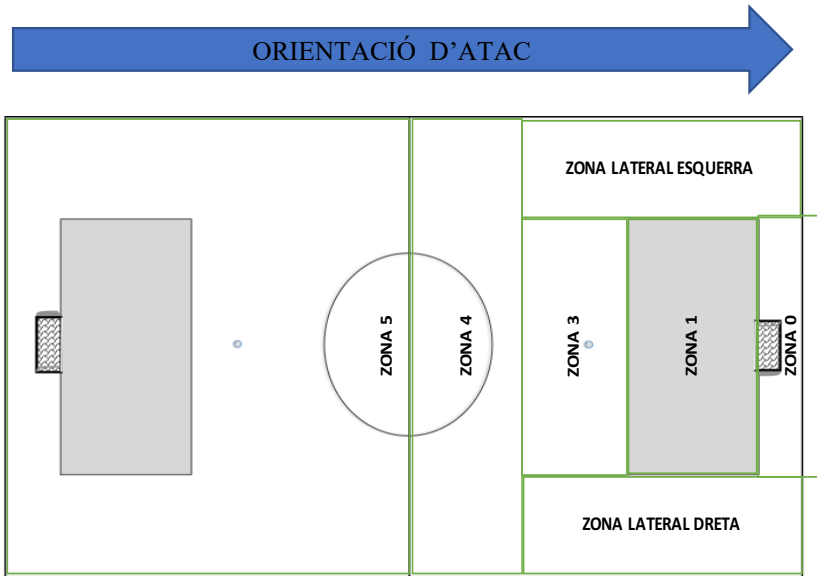 ORIENTACIÓ D'ATAC
ZONA LATERAL ESQUERRA
ZONA 5
ZONA 4
ZONA 3
ZONA 1
ZONA 0
ZONA LATERAL DRETA